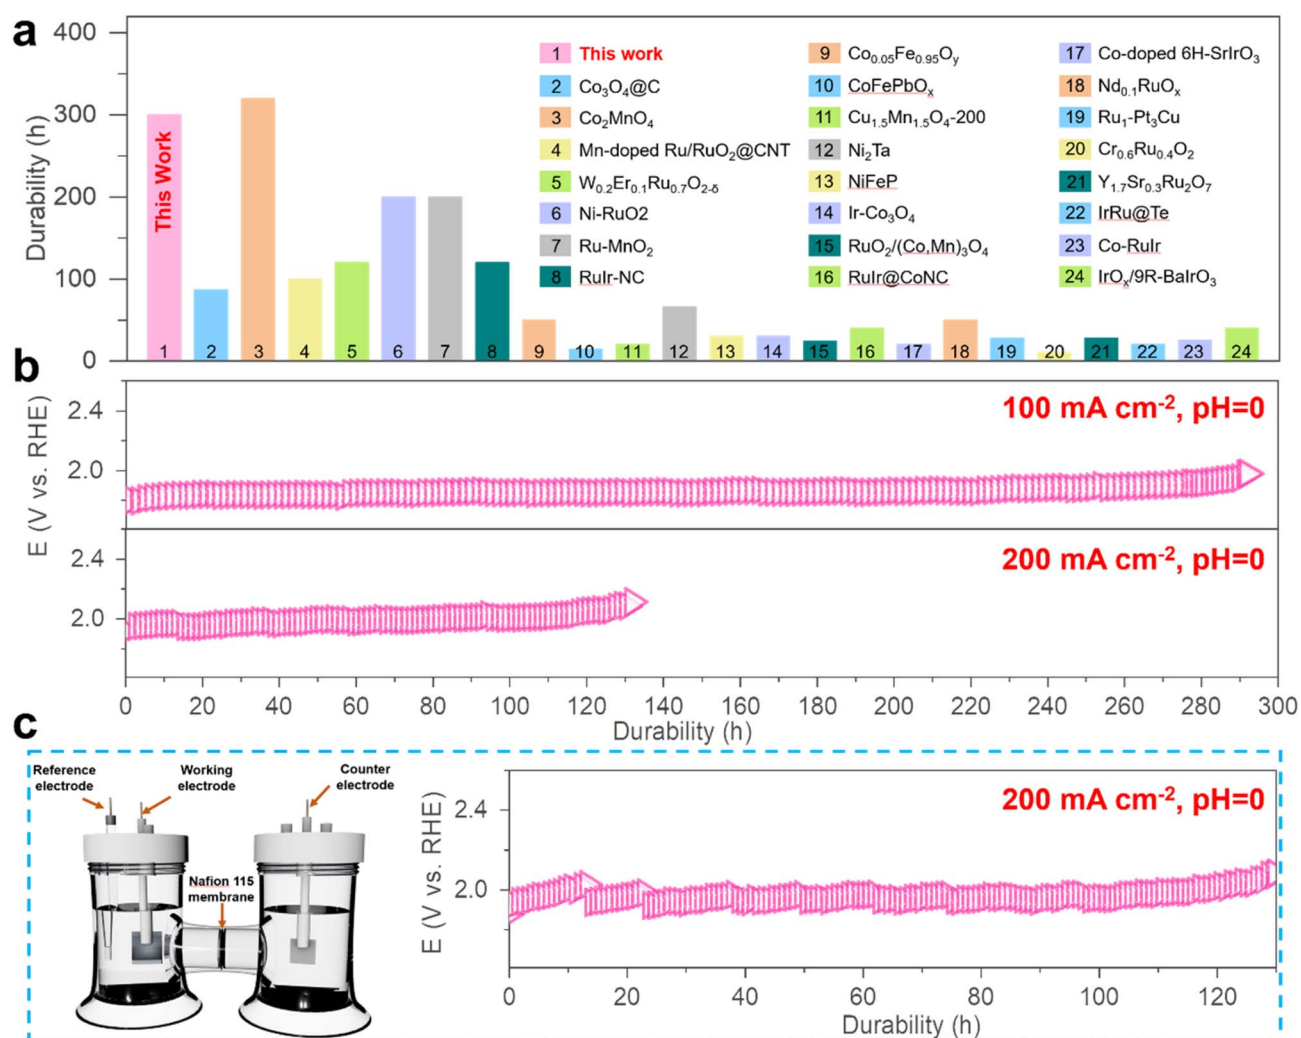 a
400
300
200
100
0
Durability (h)
This Work
1 This work
2 Co₃O₄@C
3 Co₂MnO₄
4 Mn-doped Ru/RuO₂@CNT
5 W₀.₂Er₀.₁Ru₀.₇O₂₋δ
6 Ni-RuO2
7 Ru-MnO₂
8 RuIr-NC
9 Co₀.₀₅Fe₀.₉₅Oᵧ
10 CoFePbOₓ
11 Cu₁.₅Mn₁.₅O₄-200
12 Ni₂Ta
13 NiFeP
14 Ir-Co₃O₄
15 RuO₂/(Co,Mn)₃O₄
16 RuIr@CoNC
17 Co-doped 6H-SrIrO₃
18 Nd₀.₁RuOₓ
19 Ru₁-Pt₃Cu
20 Cr₀.₆Ru₀.₄O₂
21 Y₁.₇Sr₀.₃Ru₂O₇
22 IrRu@Te
23 Co-RuIr
24 IrOₓ/9R-BaIrO₃
1 2 3 4 5 6 7 8 9 10 11 12 13 14 15 16 17 18 19 20 21 22 23 24
b
E (V vs. RHE)
2.4
2.0
100 mA cm⁻², pH=0
2.4
2.0
200 mA cm⁻², pH=0
0 20 40 60 80 100 120 140 160 180 200 220 240 260 280 300
Durability (h)
c
Reference
electrode
Working
electrode
Counter
electrode
Nafion 115
membrane
E (V vs. RHE)
2.4
2.0
200 mA cm⁻², pH=0
0 20 40 60 80 100 120
Durability (h)